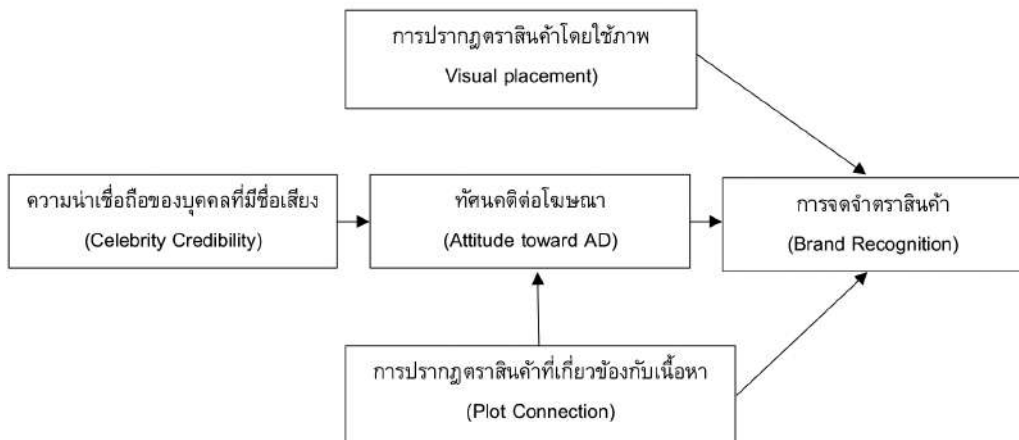 การปรากฎตราสินค้าโดยใช้ภาพ
Visual placement)
ความน่าเชื่อถือของบุคคลที่มีชื่อเสียง
(Celebrity Credibility)
ทัศนคติต่อโฆษณา
(Attitude toward AD)
การจดจำตราสินค้า
(Brand Recognition)
การปรากฎตราสินค้าที่เกี่ยวข้องกับเนื้อหา
(Plot Connection)